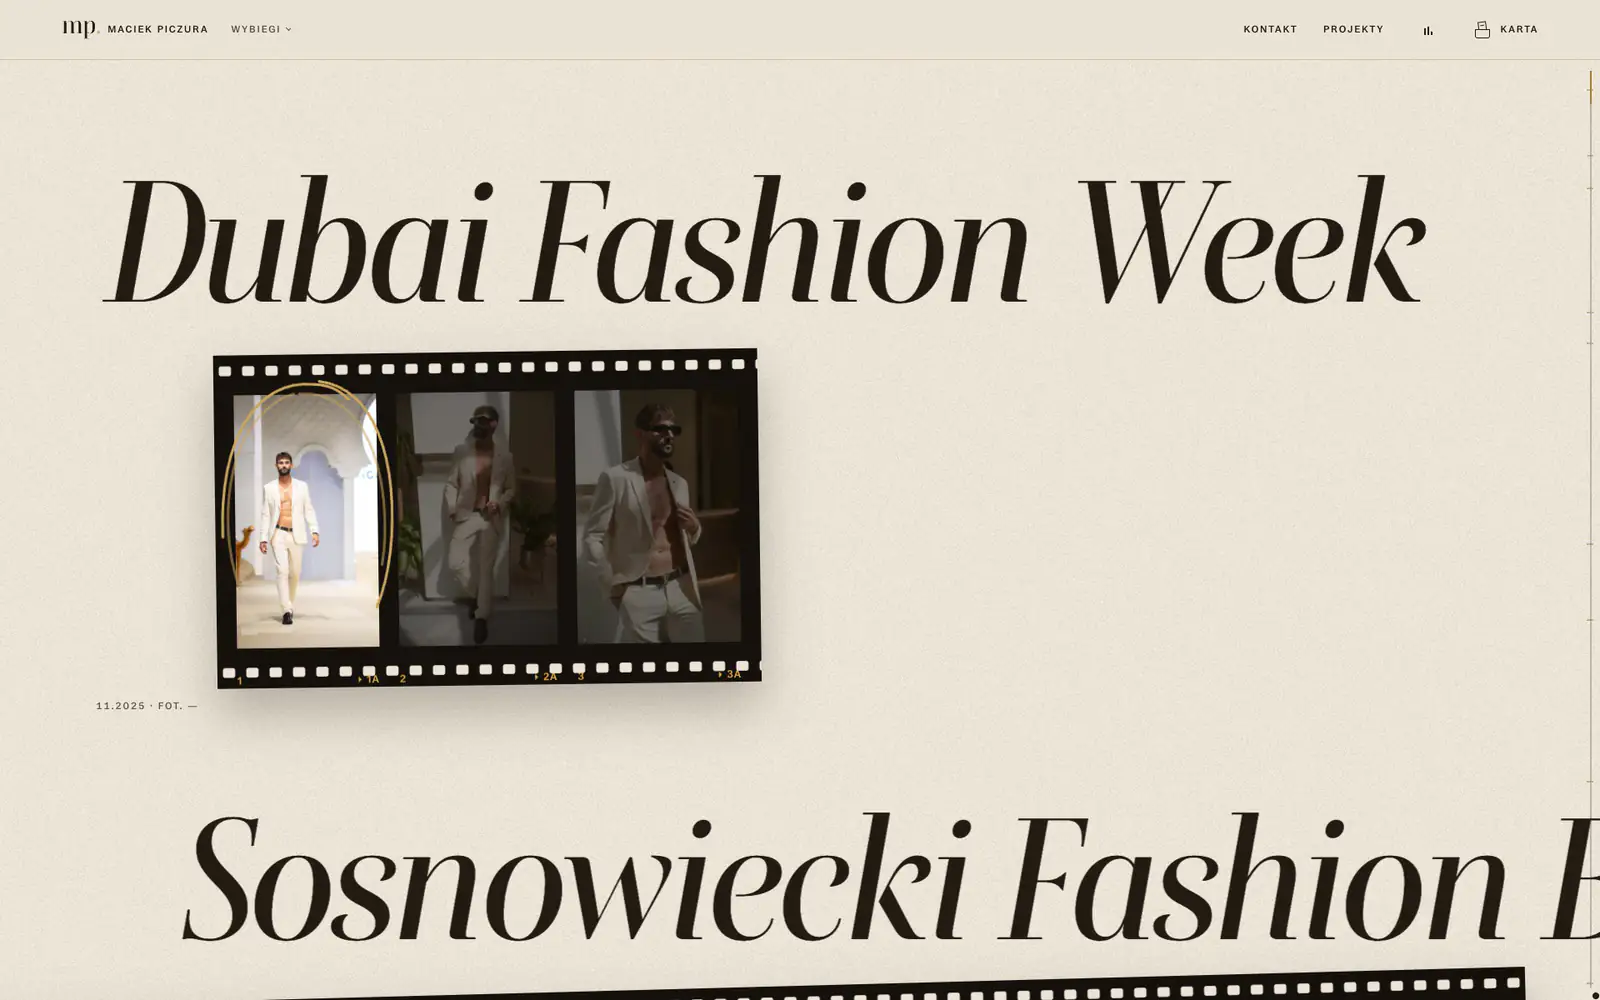 mp. MACIEK PICZURA WYBIEGI KONTAKT PROJEKTY KARTA
Dubai Fashion Week
1 1A 2 2A 3 3A
11.2025 · FOT. —
Sosnowiecki Fashion